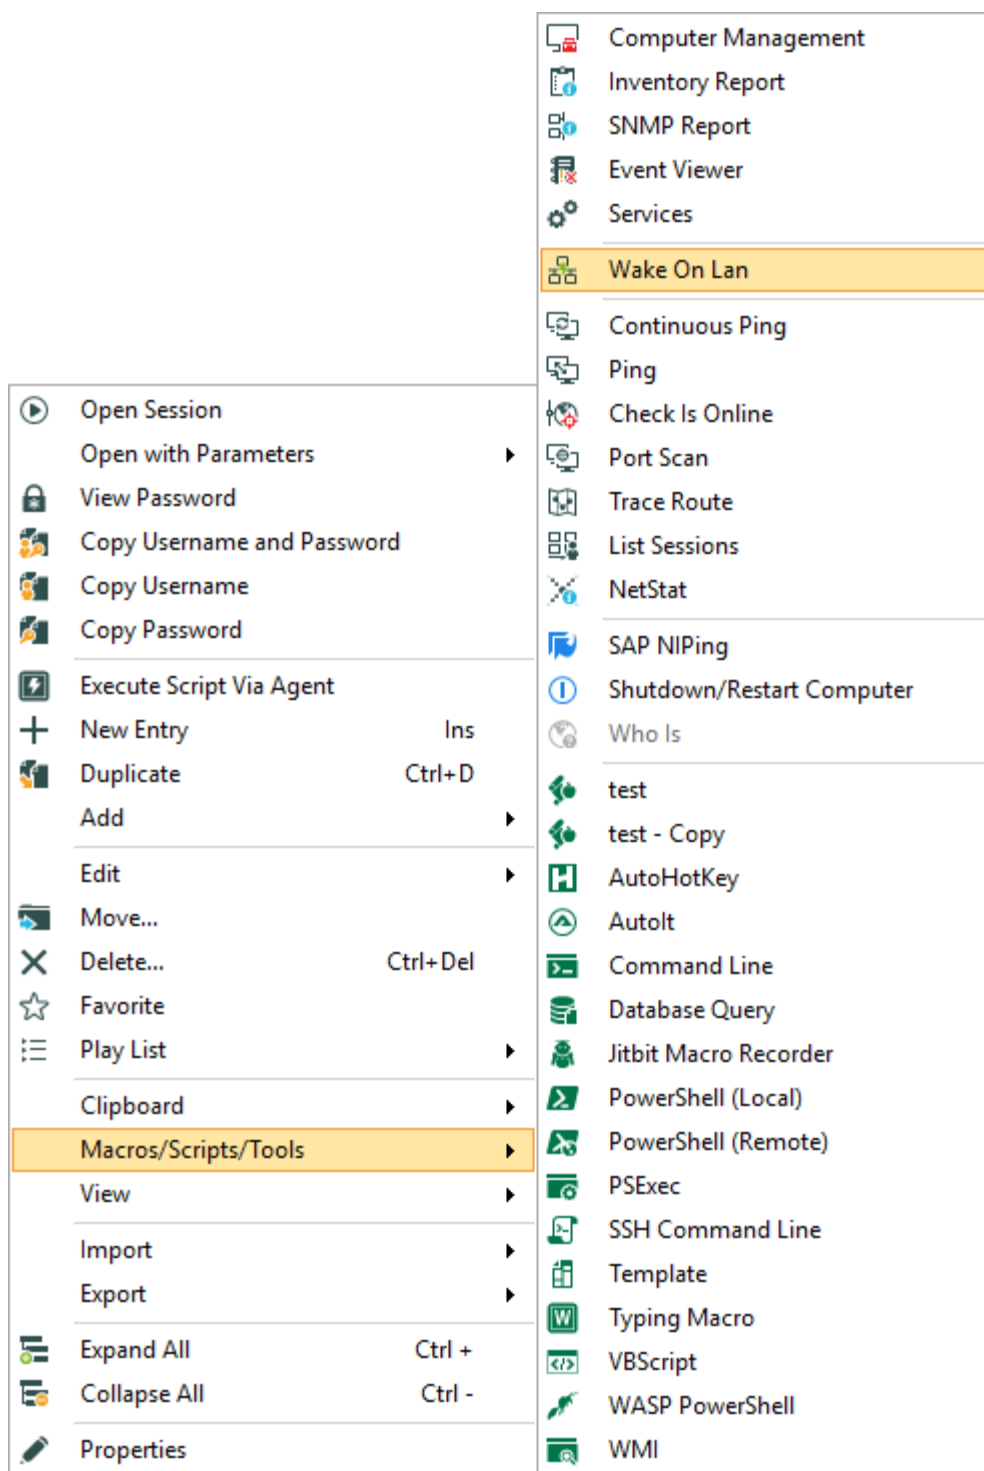 Open Session
Open with Parameters
View Password
Copy Username and Password
Copy Username
Copy Password
Execute Script Via Agent
New Entry Ins
Duplicate Ctrl+D
Add
Edit
Move...
Delete... Ctrl+Del
Favorite
Play List
Clipboard
Macros/Scripts/Tools
View
Import
Export
Expand All Ctrl +
Collapse All Ctrl -
Properties
Computer Management
Inventory Report
SNMP Report
Event Viewer
Services
Wake On Lan
Continuous Ping
Ping
Check Is Online
Port Scan
Trace Route
List Sessions
NetStat
SAP NIPing
Shutdown/Restart Computer
Who Is
test
test - Copy
AutoHotKey
AutoIt
Command Line
Database Query
Jitbit Macro Recorder
PowerShell (Local)
PowerShell (Remote)
PSExec
SSH Command Line
Template
Typing Macro
VBScript
WASP PowerShell
WMI